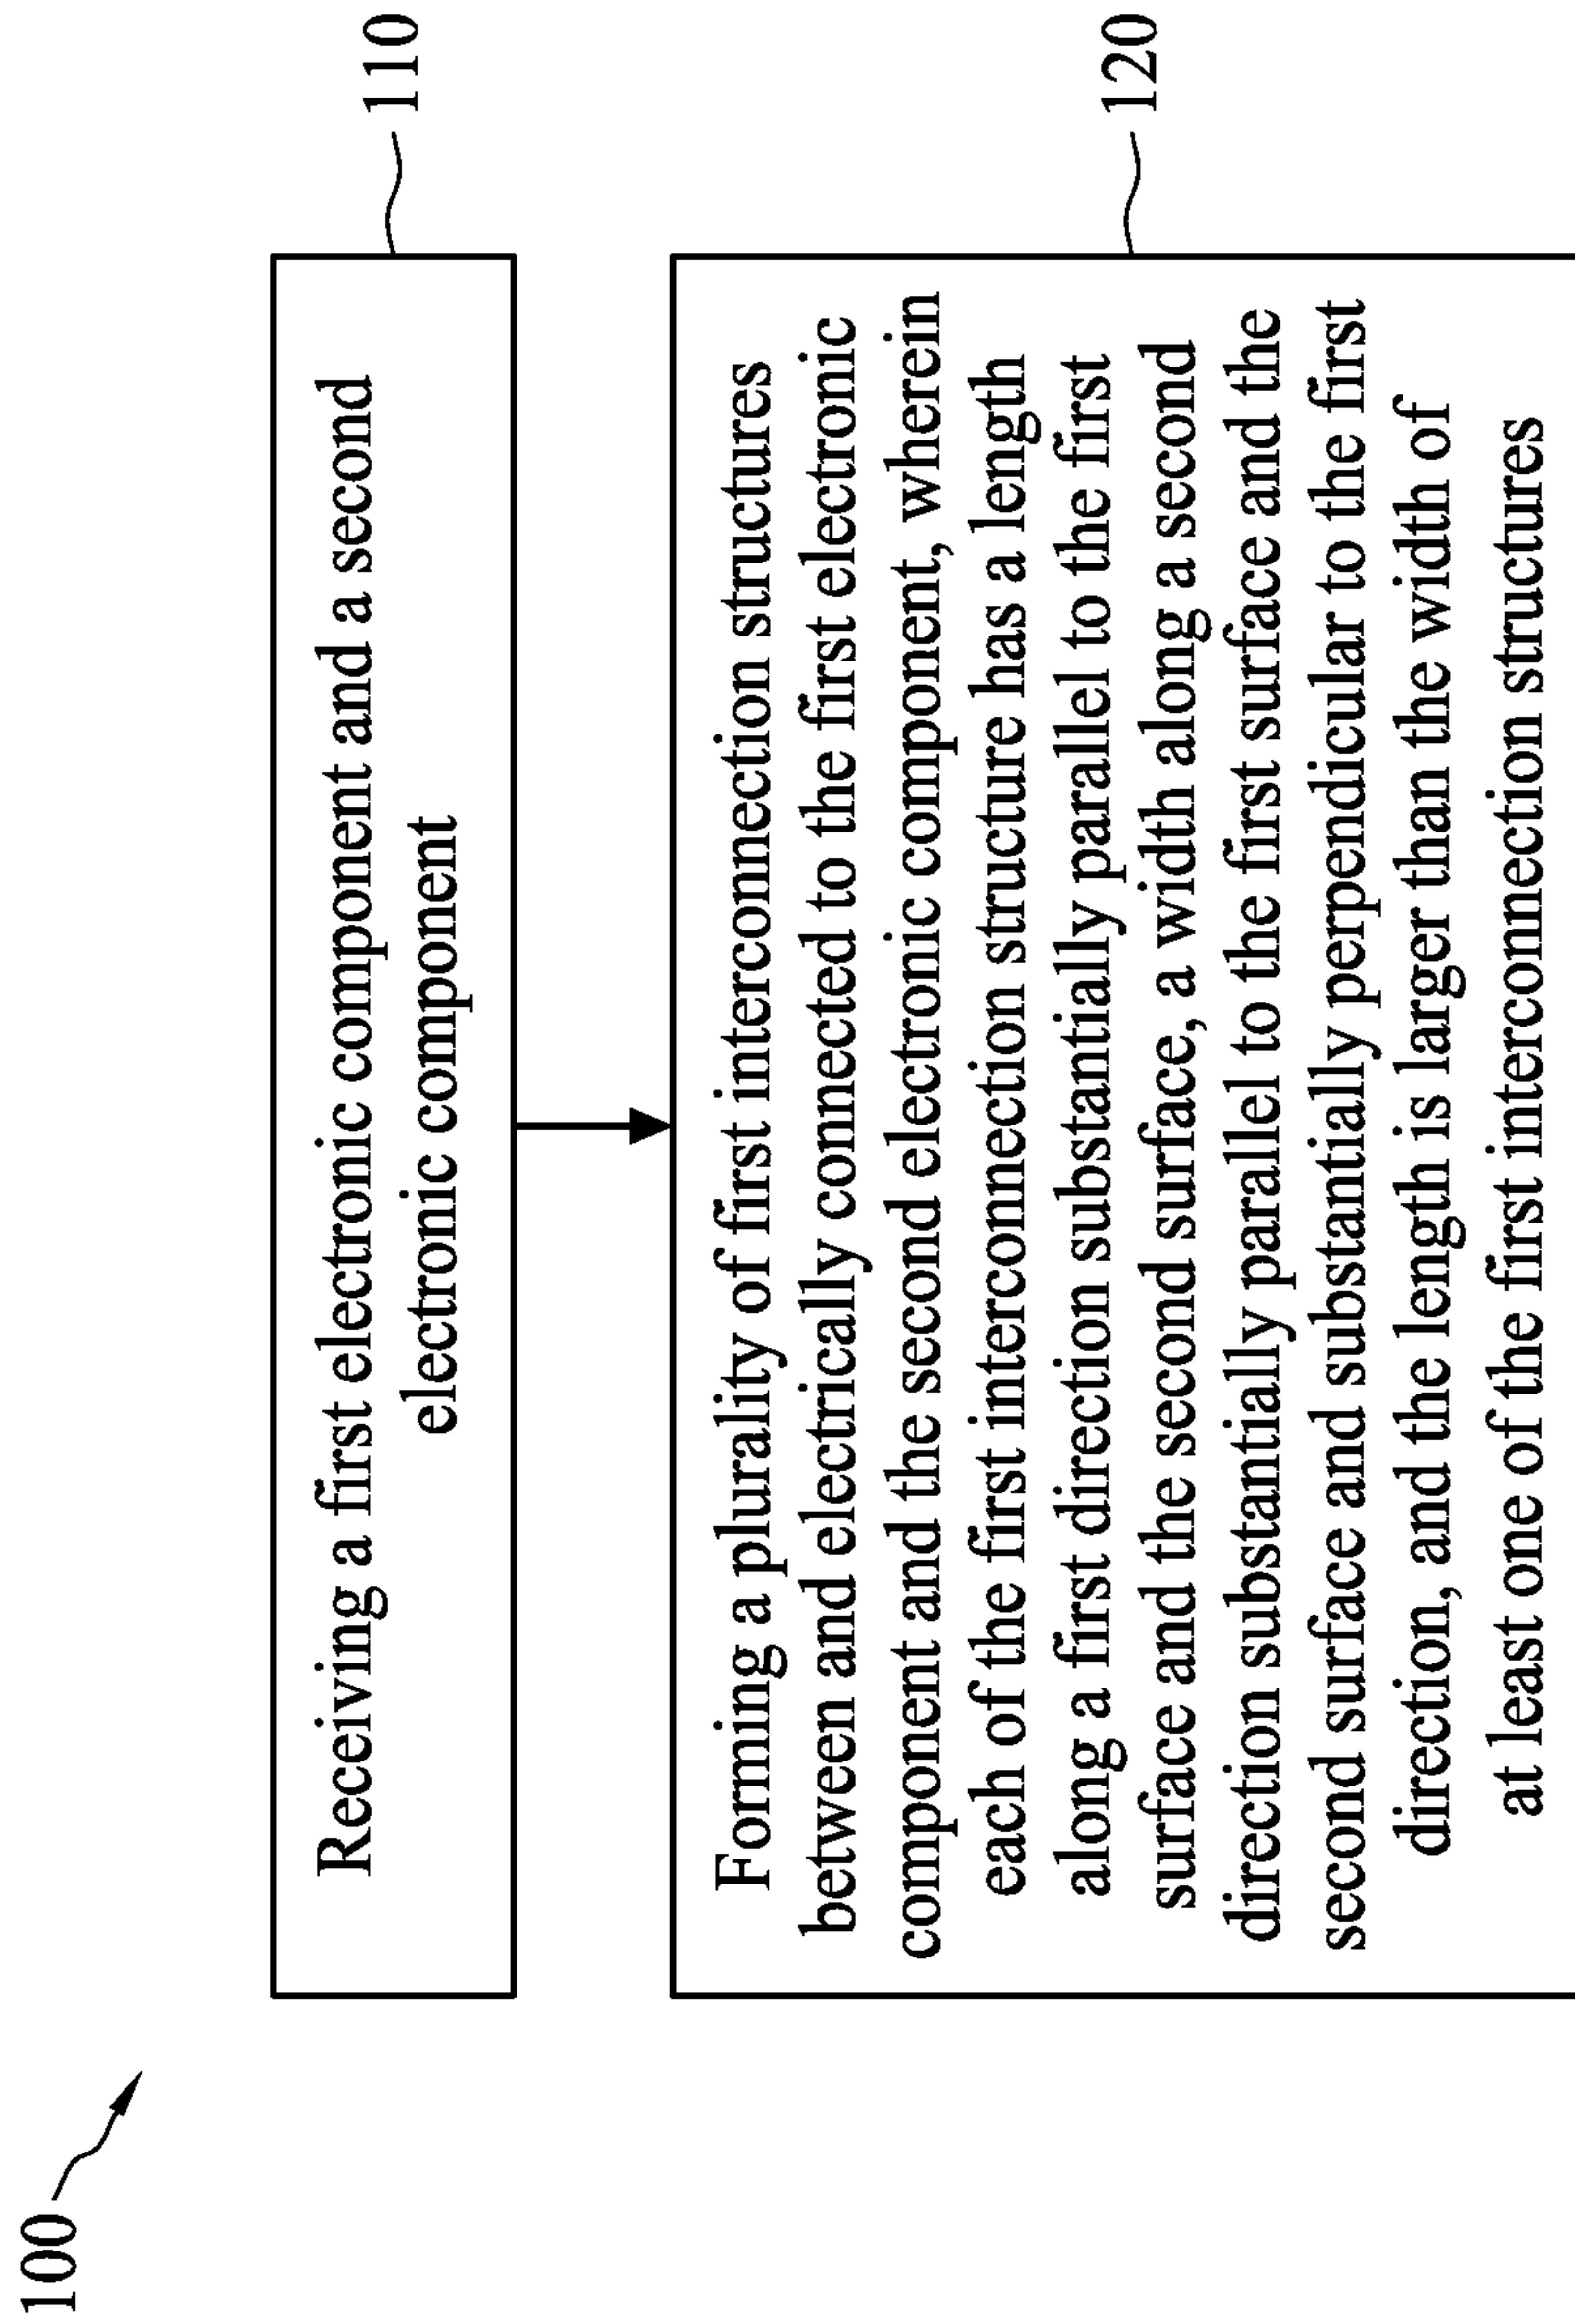 100
Receiving a first electronic component and a second
electronic component
110
Forming a plurality of first interconnection structures
between and electrically connected to the first electronic
component and the second electronic component, wherein
each of the first interconnection structure has a length
along a first direction substantially parallel to the first
surface and the second surface, a width along a second
direction substantially parallel to the first surface and the
second surface and substantially perpendicular to the first
direction, and the length is larger than the width of
at least one of the first interconnection structures
120